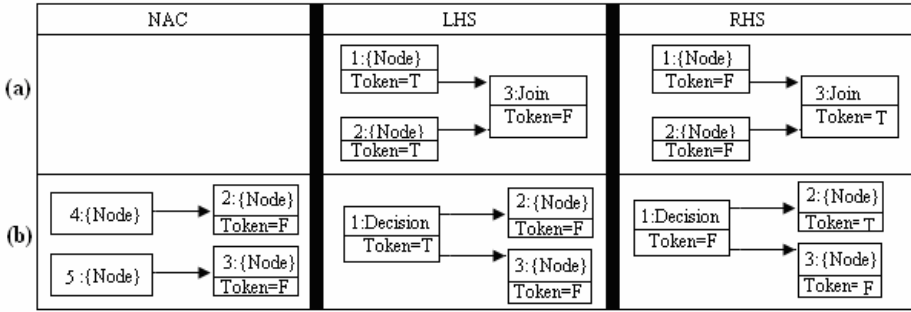 NAC LHS RHS
(a)
1:{Node}
Token=T
2:{Node}
Token=T
3:Join
Token=F
1:{Node}
Token=F
2:{Node}
Token=F
3:Join
Token= T
(b)
4:{Node}
2:{Node}
Token=F
5 :{Node}
3:{Node}
Token=F
1:Decision
Token=T
2:{Node}
Token=F
3:{Node}
Token=F
1:Decision
Token=F
2:{Node}
Token= T
3:{Node}
Token= F